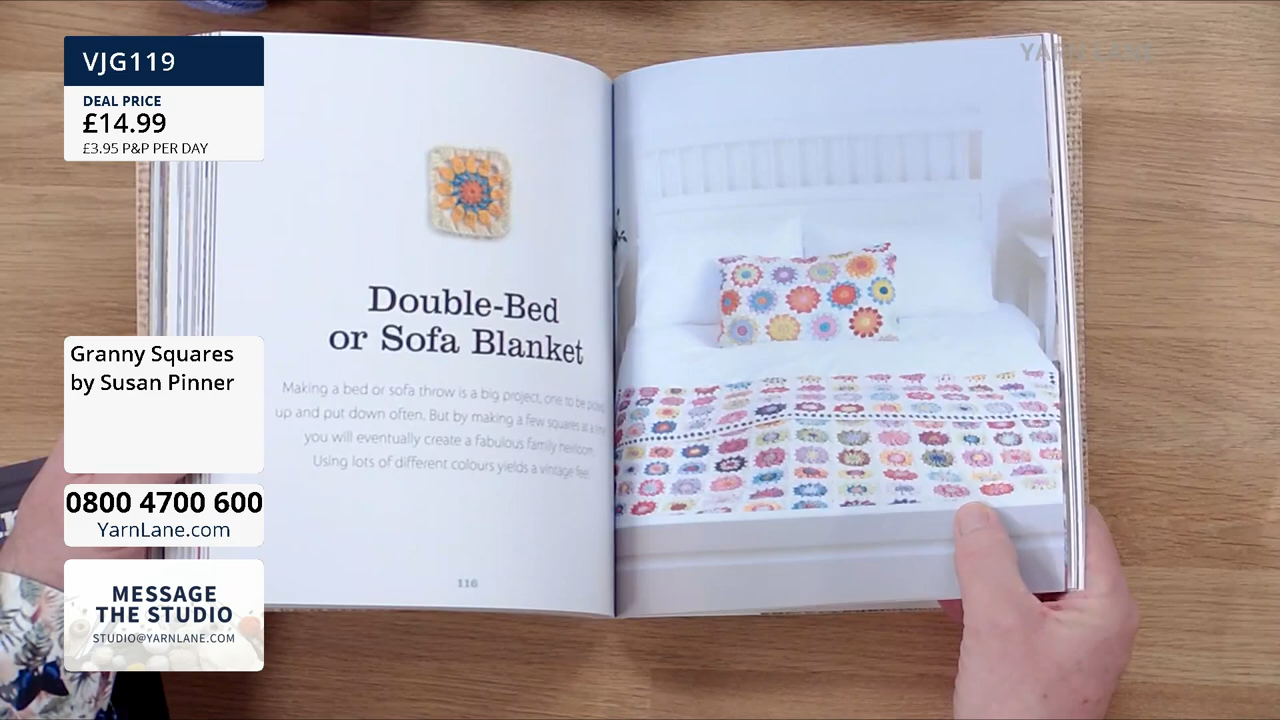 VJG119
DEAL PRICE
£14.99
£3.95 P&P PER DAY
Granny Squares
by Susan Pinner
0800 4700 600
YarnLane.com
MESSAGE
THE STUDIO
STUDIO@YARNLANE.COM
YARN LANE
Double-Bed
or Sofa Blanket
Making a bed or sofa throw is a big project, one to be picked
up and put down often. But by making a few squares at a time
you will eventually create a fabulous family heirloom.
Using lots of different colours yields a vintage feel.
116